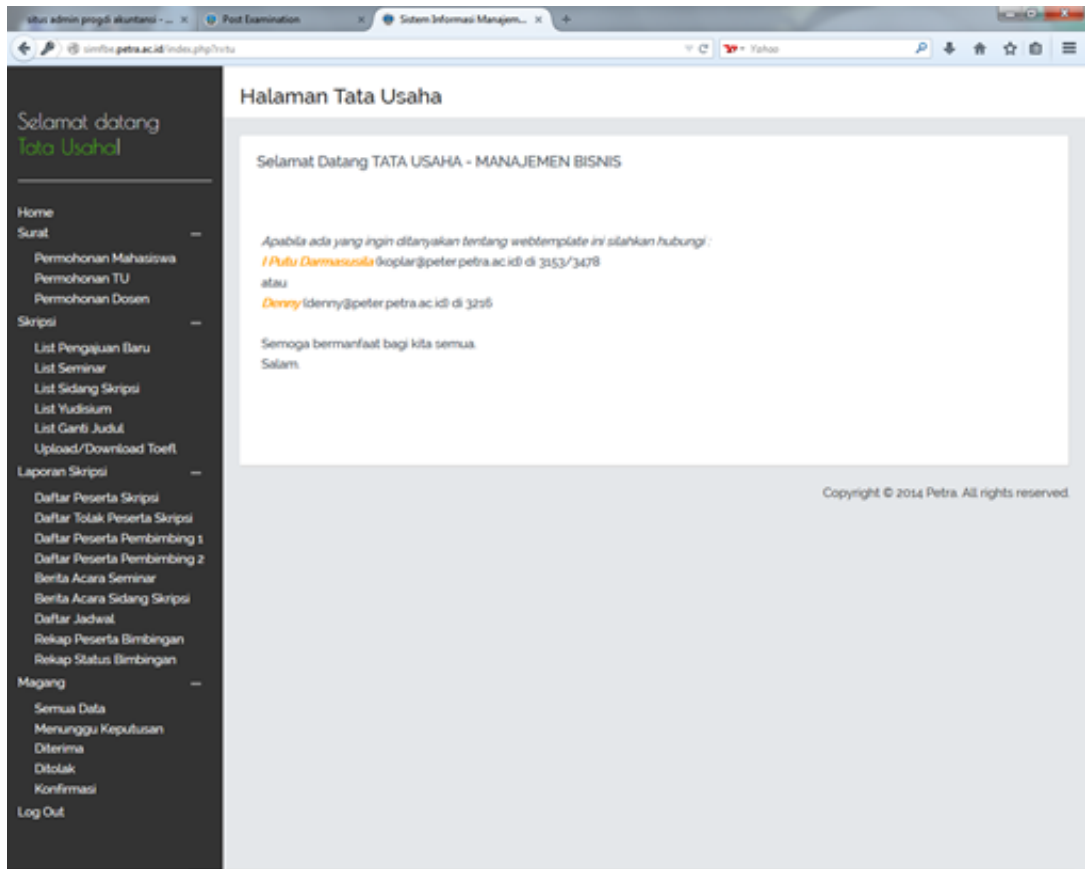 situs admin progdi akuntansi - ...
Post Examination
Sistem Informasi Manajem...
simfbe.petra.ac.id/index.php?r=tu
Yahoo
Selamat datang
Tata Usaha
Home
Surat
Permohonan Mahasiswa
Permohonan TU
Permohonan Dosen
Skripsi
List Pengajuan Baru
List Seminar
List Sidang Skripsi
List Yudisium
List Ganti Judul
Upload/Download Toefl
Laporan Skripsi
Daftar Peserta Skripsi
Daftar Tolak Peserta Skripsi
Daftar Peserta Pembimbing 1
Daftar Peserta Pembimbing 2
Berita Acara Seminar
Berita Acara Sidang Skripsi
Daftar Jadwal
Rekap Peserta Bimbingan
Rekap Status Bimbingan
Magang
Semua Data
Menunggu Keputusan
Diterima
Ditolak
Konfirmasi
Log Out
Halaman Tata Usaha
Selamat Datang TATA USAHA - MANAJEMEN BISNIS
Apabila ada yang ingin ditanyakan tentang webtemplate ini silahkan hubungi :
I Putu Darmasusila (koplar@peter.petra.ac.id) di 3153/3478
atau
Denny (denny@peter.petra.ac.id) di 3216
Semoga bermanfaat bagi kita semua.
Salam.
Copyright © 2014 Petra. All rights reserved.